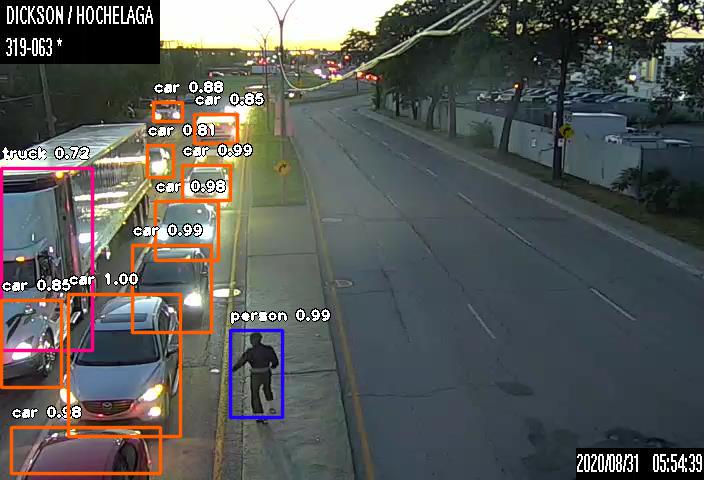 DICKSON / HOCHELAGA
319-063 *
car 0.88
car 0.85
car 0.81
truck 0.72
car 0.99
car 0.98
car 0.99
car 0.85
car 1.00
person 0.99
car 0.98
2020/08/31 05:54:39